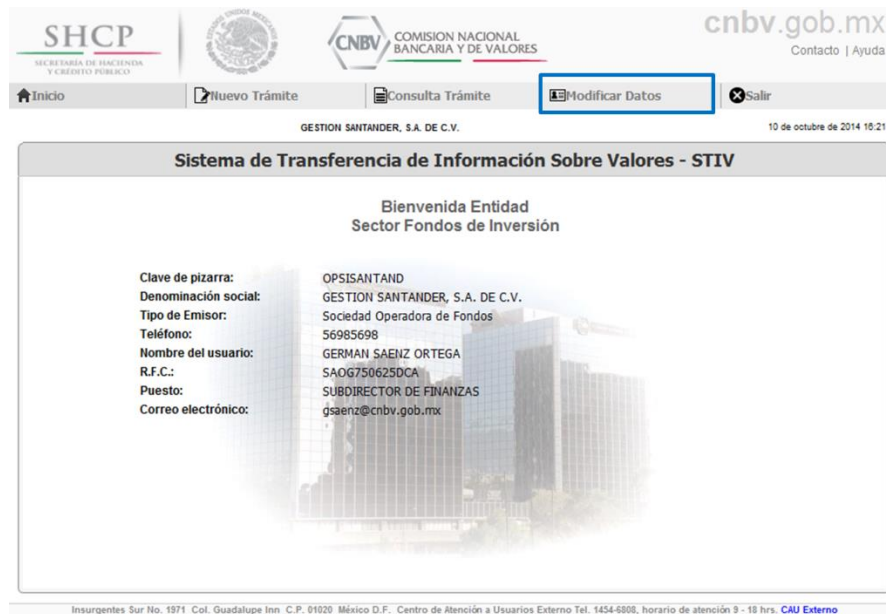 SHCP
SECRETARÍA DE HACIENDA
Y CRÉDITO PÚBLICO
ESTADOS UNIDOS MEXICANOS
CNBV
COMISION NACIONAL
BANCARIA Y DE VALORES
cnbv.gob.mx
Contacto | Ayuda
Inicio
Nuevo Trámite
Consulta Trámite
Modificar Datos
Salir
GESTION SANTANDER, S.A. DE C.V.
10 de octubre de 2014 16:21
Sistema de Transferencia de Información Sobre Valores - STIV
Bienvenida Entidad
Sector Fondos de Inversión
Clave de pizarra: OPSISANTAND
Denominación social: GESTION SANTANDER, S.A. DE C.V.
Tipo de Emisor: Sociedad Operadora de Fondos
Teléfono: 56985698
Nombre del usuario: GERMAN SAENZ ORTEGA
R.F.C.: SAOG750625DCA
Puesto: SUBDIRECTOR DE FINANZAS
Correo electrónico: gsaenz@cnbv.gob.mx
Insurgentes Sur No. 1971 Col. Guadalupe Inn C.P. 01020 México D.F. Centro de Atención a Usuarios Externo Tel. 1454-6808, horario de atención 9 - 18 hrs. CAU Externo